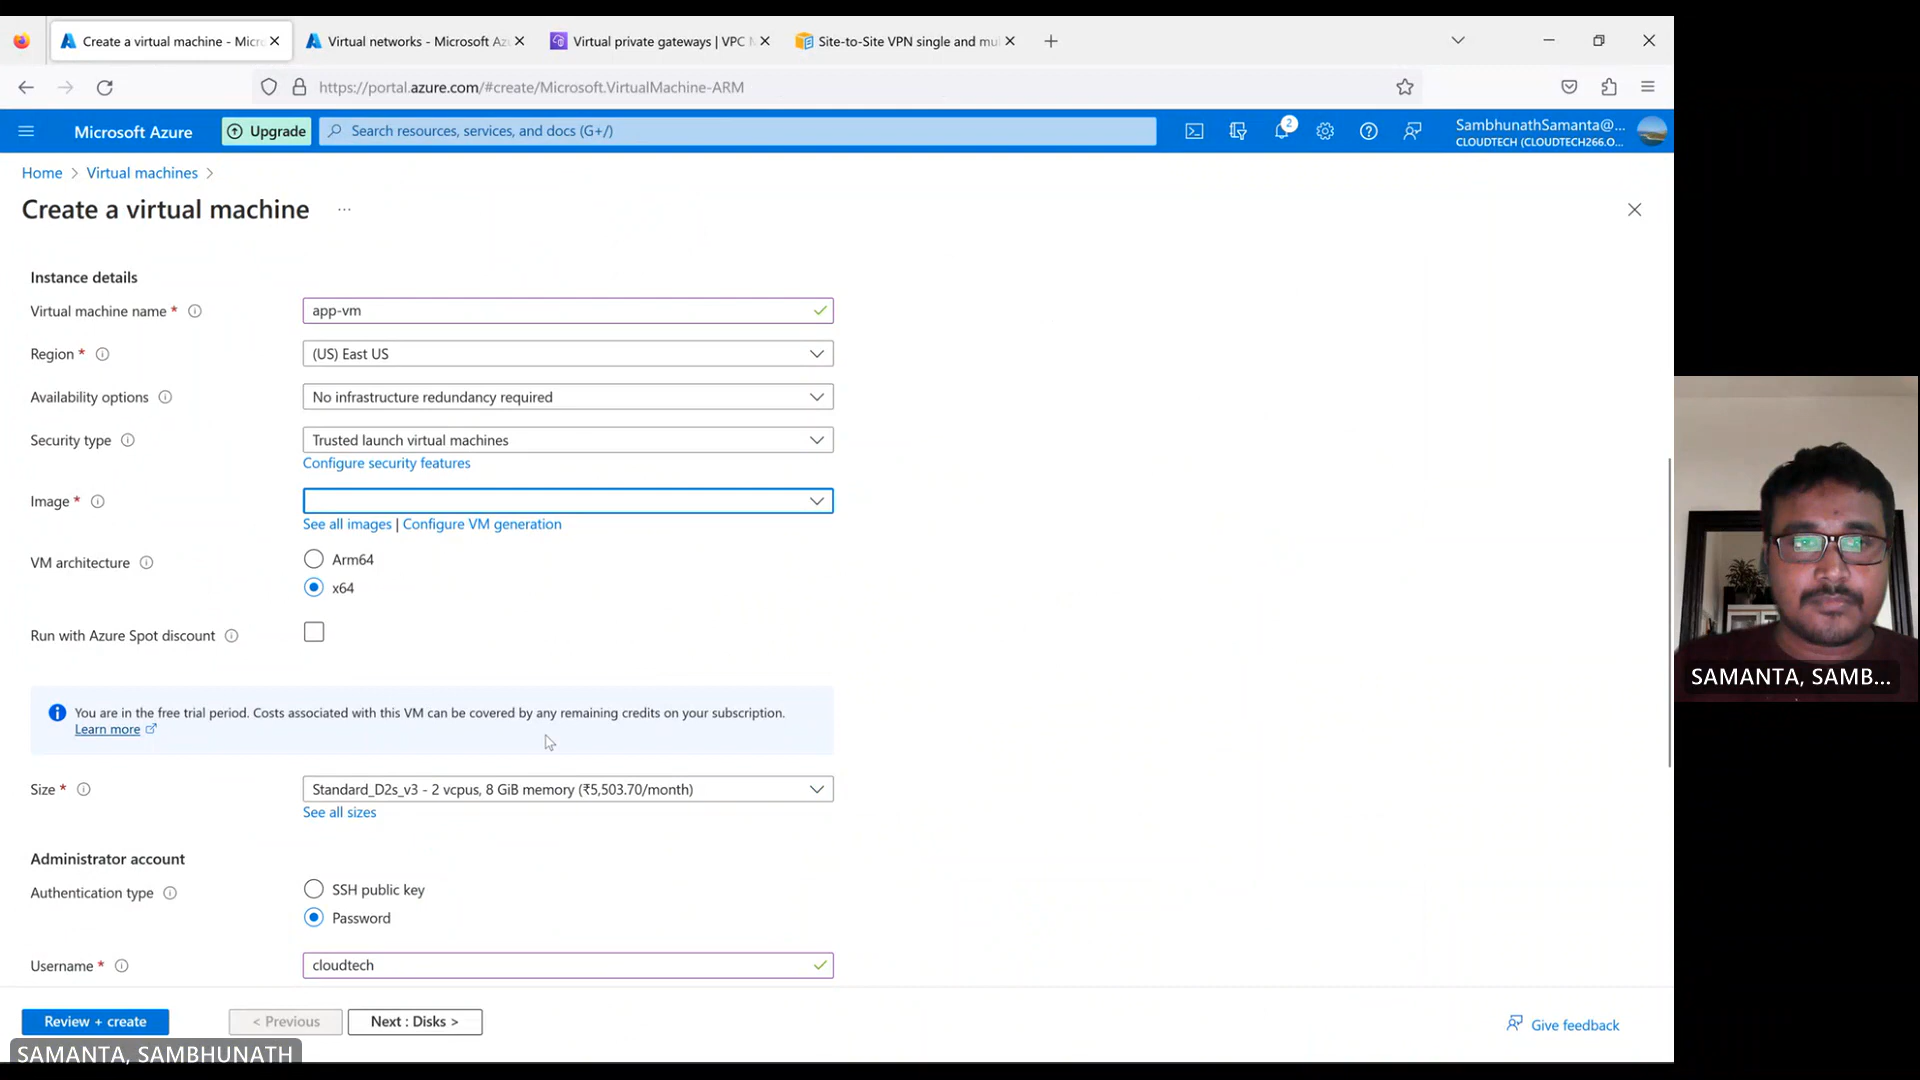 Create a virtual machine - Micr
Virtual networks - Microsoft Az
Virtual private gateways | VPC M
Site-to-Site VPN single and mul
https://portal.azure.com/#create/Microsoft.VirtualMachine-ARM
Microsoft Azure
Upgrade
Search resources, services, and docs (G+/)
2
SambhunathSamanta@...
CLOUDTECH (CLOUDTECH266.O...
Home > Virtual machines >
Create a virtual machine ...
Instance details
Virtual machine name *
app-vm
Region *
(US) East US
Availability options
No infrastructure redundancy required
Security type
Trusted launch virtual machines
Configure security features
Image *
See all images | Configure VM generation
VM architecture
Arm64
x64
Run with Azure Spot discount
You are in the free trial period. Costs associated with this VM can be covered by any remaining credits on your subscription.
Learn more
Size *
Standard_D2s_v3 - 2 vcpus, 8 GiB memory (₹5,503.70/month)
See all sizes
Administrator account
Authentication type
SSH public key
Password
Username *
cloudtech
Review + create
< Previous
Next : Disks >
Give feedback
SAMANTA, SAMBHUNATH
SAMANTA, SAMB...